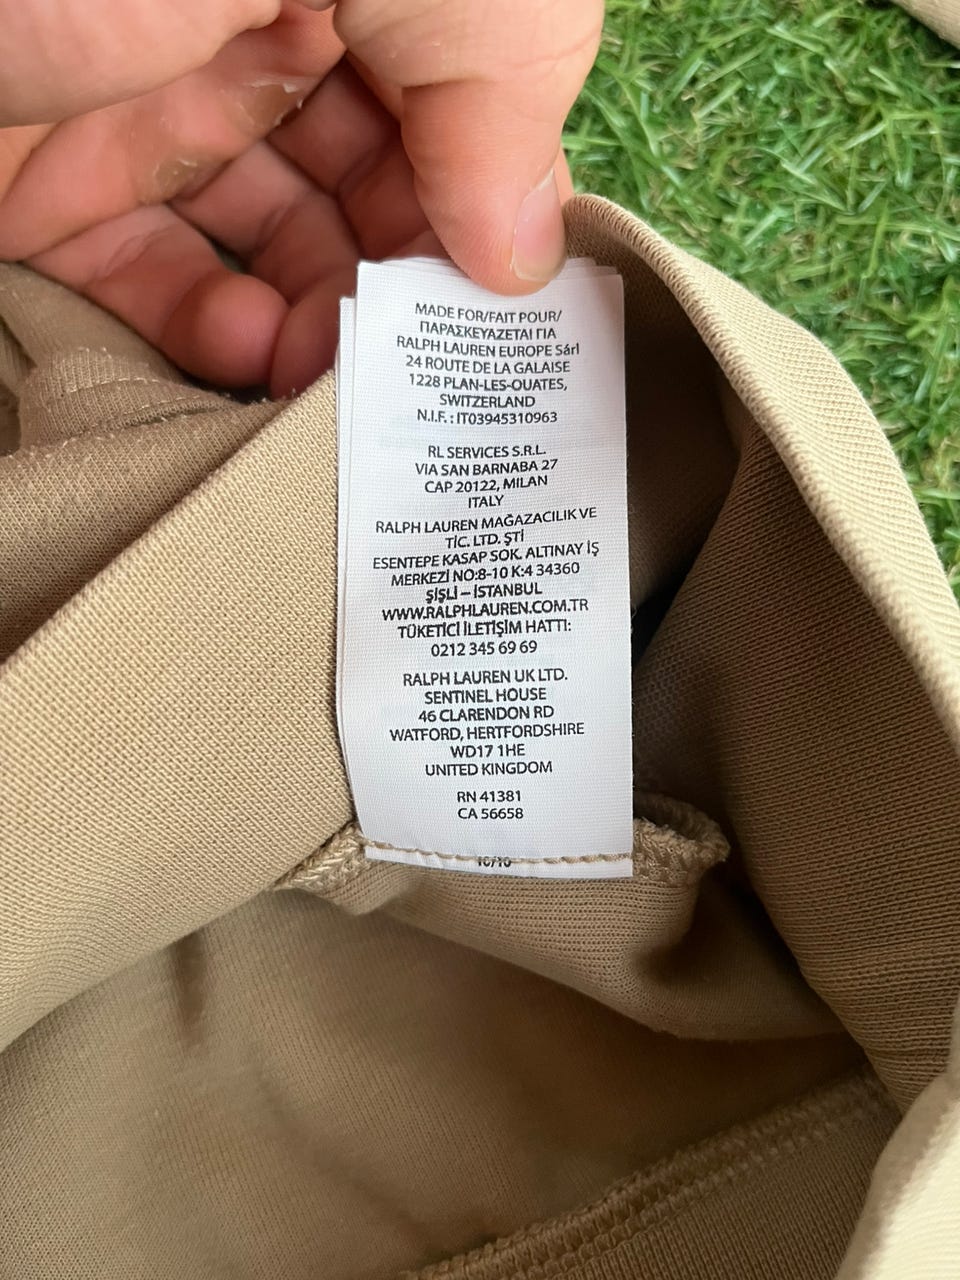 MADE FOR/FAIT POUR/
ΠΑΡΑΣΚΕΥΑΖΕΤΑΙ ΓΙΑ
RALPH LAUREN EUROPE Sárl
24 ROUTE DE LA GALAISE
1228 PLAN-LES-OUATES,
SWITZERLAND
N.I.F. : IT03945310963
RL SERVICES S.R.L.
VIA SAN BARNABA 27
CAP 20122, MILAN
ITALY
RALPH LAUREN MAĞAZACILIK VE
TİC. LTD. ŞTİ
ESENTEPE KASAP SOK. ALTINAY İŞ
MERKEZİ NO:8-10 K:4 34360
ŞİŞLİ – İSTANBUL
WWW.RALPHLAUREN.COM.TR
TÜKETİCİ İLETİŞİM HATTI:
0212 345 69 69
RALPH LAUREN UK LTD.
SENTINEL HOUSE
46 CLARENDON RD
WATFORD, HERTFORDSHIRE
WD17 1HE
UNITED KINGDOM
RN 41381
CA 56658
10/10